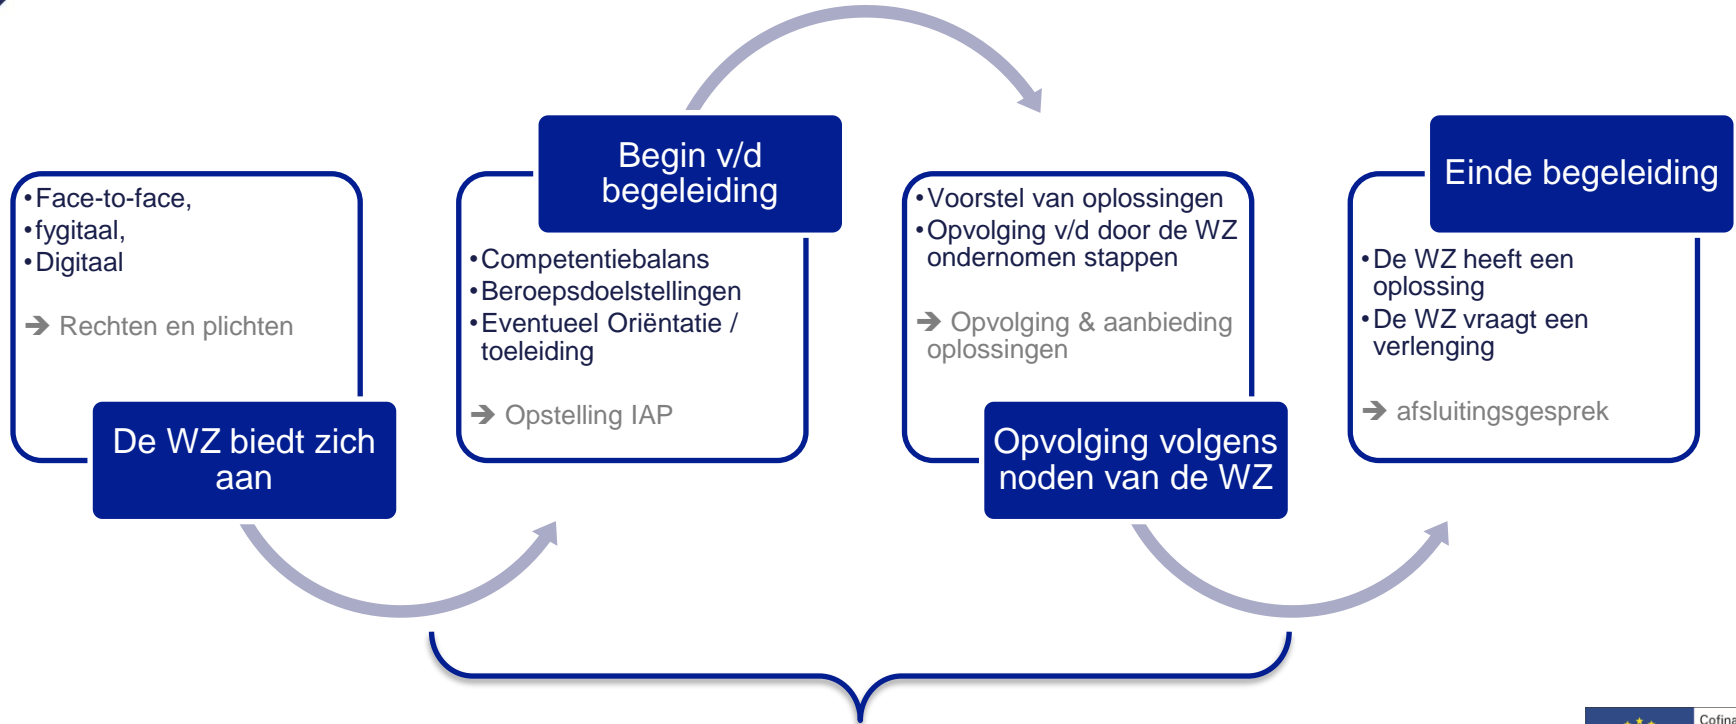 •Face-to-face,
•fygitaal,
•Digitaal
➔ Rechten en plichten
De WZ biedt zich
aan
Begin v/d
begeleiding
•Competentiebalans
•Beroepsdoelstellingen
•Eventueel Oriëntatie /
toeleiding
➔ Opstelling IAP
•Voorstel van oplossingen
•Opvolging v/d door de WZ
ondernomen stappen
➔ Opvolging & aanbieding
oplossingen
Opvolging volgens
noden van de WZ
Einde begeleiding
•De WZ heeft een
oplossing
•De WZ vraagt een
verlenging
➔ afsluitingsgesprek